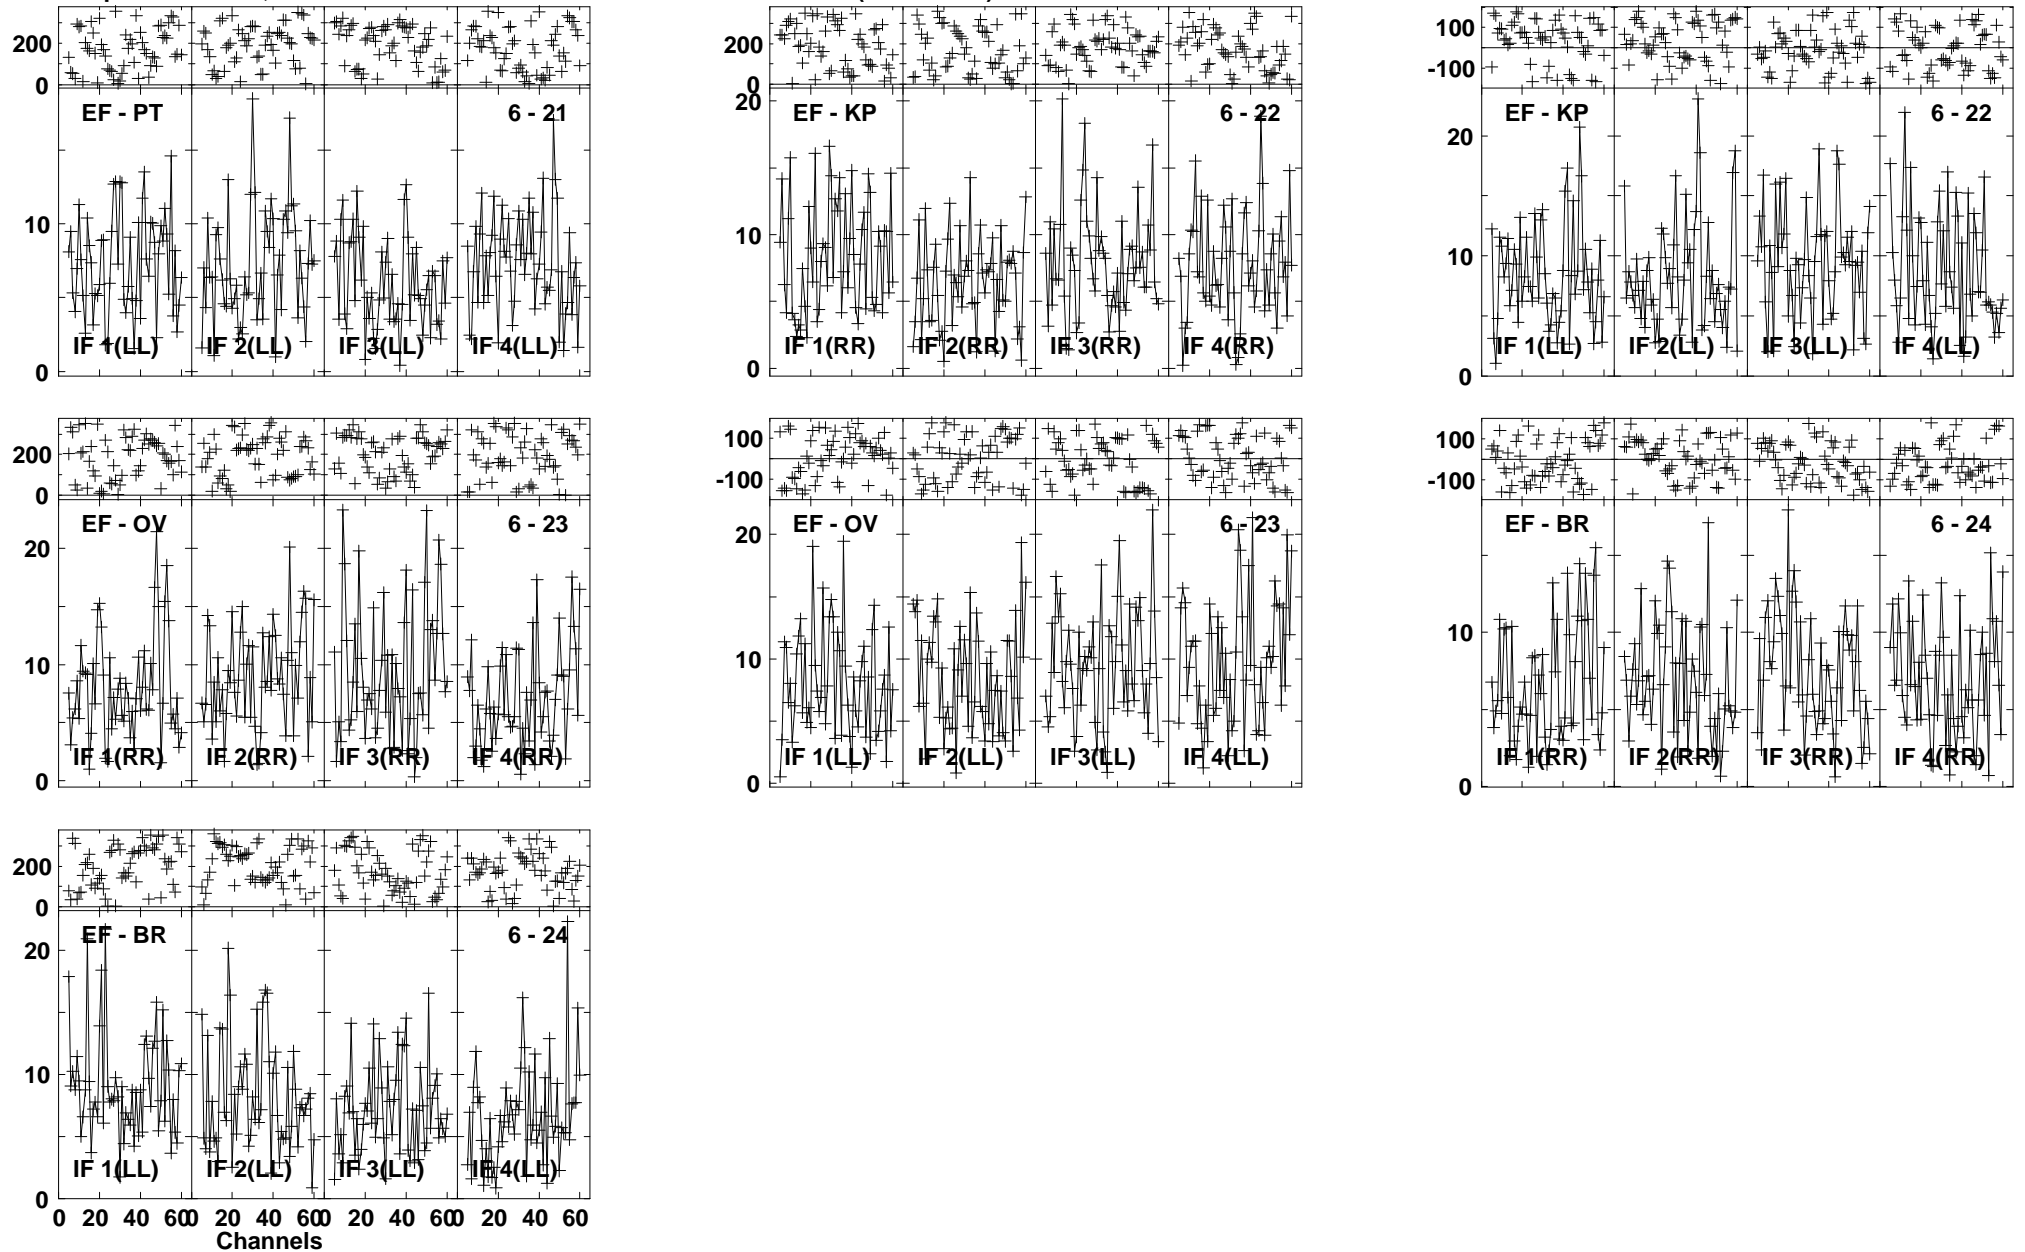 200
0
200
0
100
-100
EF - PT 6 - 21
EF - KP 6 - 22
EF - KP 6 - 22
10
0
20
10
0
20
10
0
IF 1(LL) IF 2(LL) IF 3(LL) IF 4(LL)
IF 1(RR) IF 2(RR) IF 3(RR) IF 4(RR)
IF 1(LL) IF 2(LL) IF 3(LL) IF 4(LL)
200
0
100
-100
100
-100
EF - OV 6 - 23
EF - OV 6 - 23
EF - BR 6 - 24
20
10
0
20
10
0
10
0
IF 1(RR) IF 2(RR) IF 3(RR) IF 4(RR)
IF 1(LL) IF 2(LL) IF 3(LL) IF 4(LL)
IF 1(RR) IF 2(RR) IF 3(RR) IF 4(RR)
200
0
EF - BR 6 - 24
20
10
0
IF 1(LL) IF 2(LL) IF 3(LL) IF 4(LL)
0 20 40 60 0 20 40 60 0 20 40 60 0 20 40 60
Channels